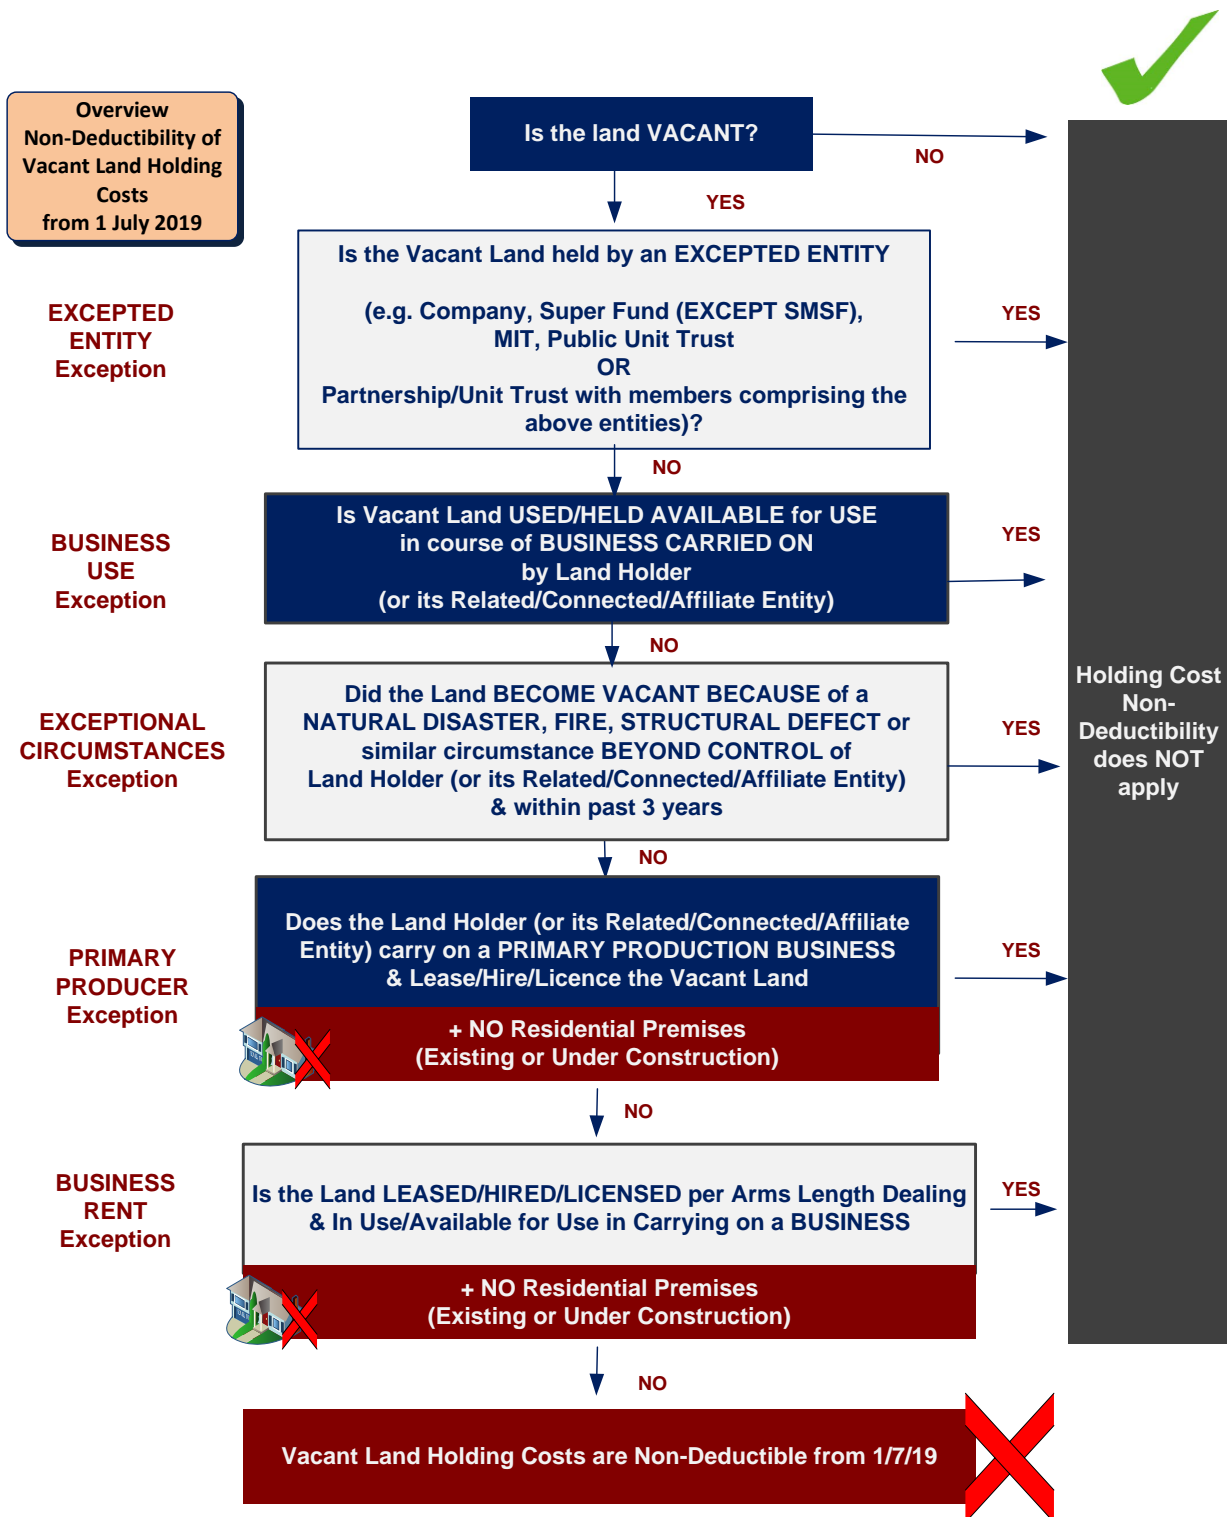 Overview
Non-Deductibility of
Vacant Land Holding
Costs
from 1 July 2019
Is the land VACANT?
NO
YES
EXCEPTED
ENTITY
Exception
Is the Vacant Land held by an EXCEPTED ENTITY
(e.g. Company, Super Fund (EXCEPT SMSF),
MIT, Public Unit Trust
OR
Partnership/Unit Trust with members comprising the
above entities)?
YES
NO
BUSINESS
USE
Exception
Is Vacant Land USED/HELD AVAILABLE for USE
in course of BUSINESS CARRIED ON
by Land Holder
(or its Related/Connected/Affiliate Entity)
YES
NO
EXCEPTIONAL
CIRCUMSTANCES
Exception
Did the Land BECOME VACANT BECAUSE of a
NATURAL DISASTER, FIRE, STRUCTURAL DEFECT or
similar circumstance BEYOND CONTROL of
Land Holder (or its Related/Connected/Affiliate Entity)
& within past 3 years
YES
Holding Cost
Non-
Deductibility
does NOT
apply
NO
PRIMARY
PRODUCER
Exception
Does the Land Holder (or its Related/Connected/Affiliate
Entity) carry on a PRIMARY PRODUCTION BUSINESS
& Lease/Hire/Licence the Vacant Land
+ NO Residential Premises
(Existing or Under Construction)
YES
NO
BUSINESS
RENT
Exception
Is the Land LEASED/HIRED/LICENSED per Arms Length Dealing
& In Use/Available for Use in Carrying on a BUSINESS
+ NO Residential Premises
(Existing or Under Construction)
YES
NO
Vacant Land Holding Costs are Non-Deductible from 1/7/19